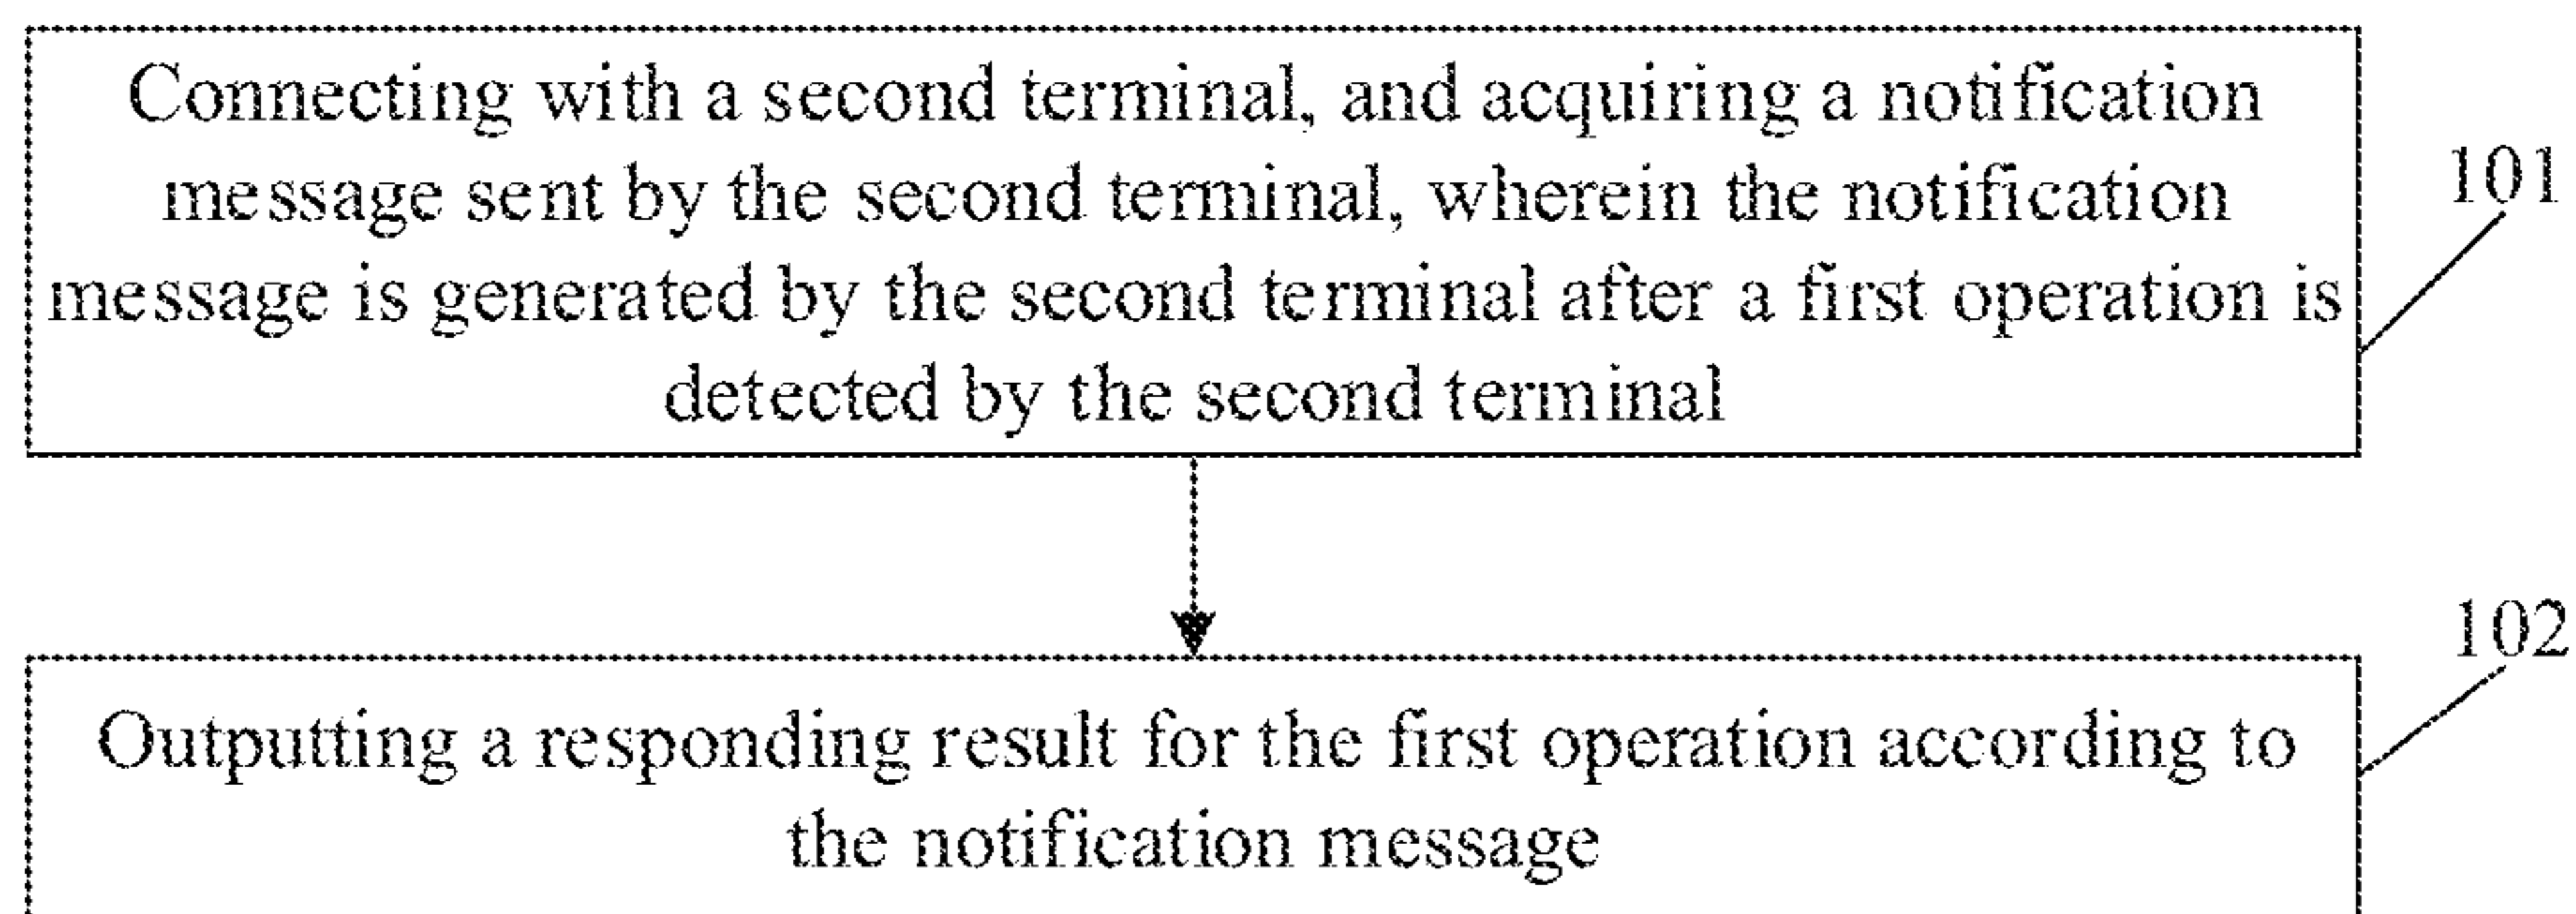 Connecting with a second terminal, and acquiring a notification
message sent by the second terminal, wherein the notification
message is generated by the second terminal after a first operation is
detected by the second terminal
101
102
Outputting a responding result for the first operation according to
the notification message